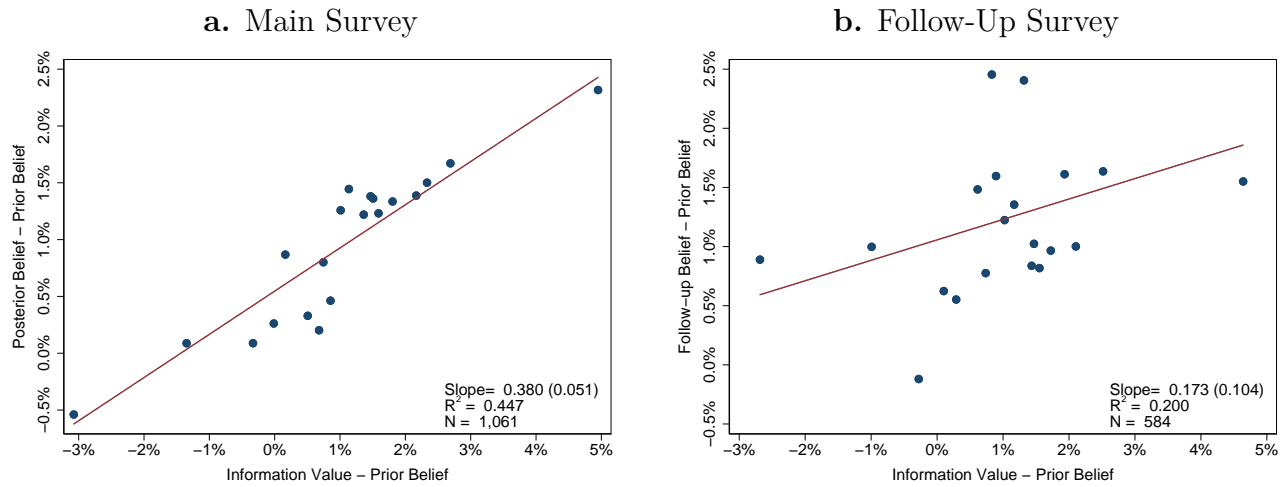 a. Main Survey
Posterior Belief − Prior Belief
2.5%
2.0%
1.5%
1.0%
0.5%
0.0%
−0.5%
Slope= 0.380 (0.051)
R² = 0.447
N = 1,061
−3% −2% −1% 0% 1% 2% 3% 4% 5%
Information Value − Prior Belief
b. Follow-Up Survey
Follow−up Belief − Prior Belief
2.5%
2.0%
1.5%
1.0%
0.5%
0.0%
−0.5%
Slope= 0.173 (0.104)
R² = 0.200
N = 584
−3% −2% −1% 0% 1% 2% 3% 4% 5%
Information Value − Prior Belief